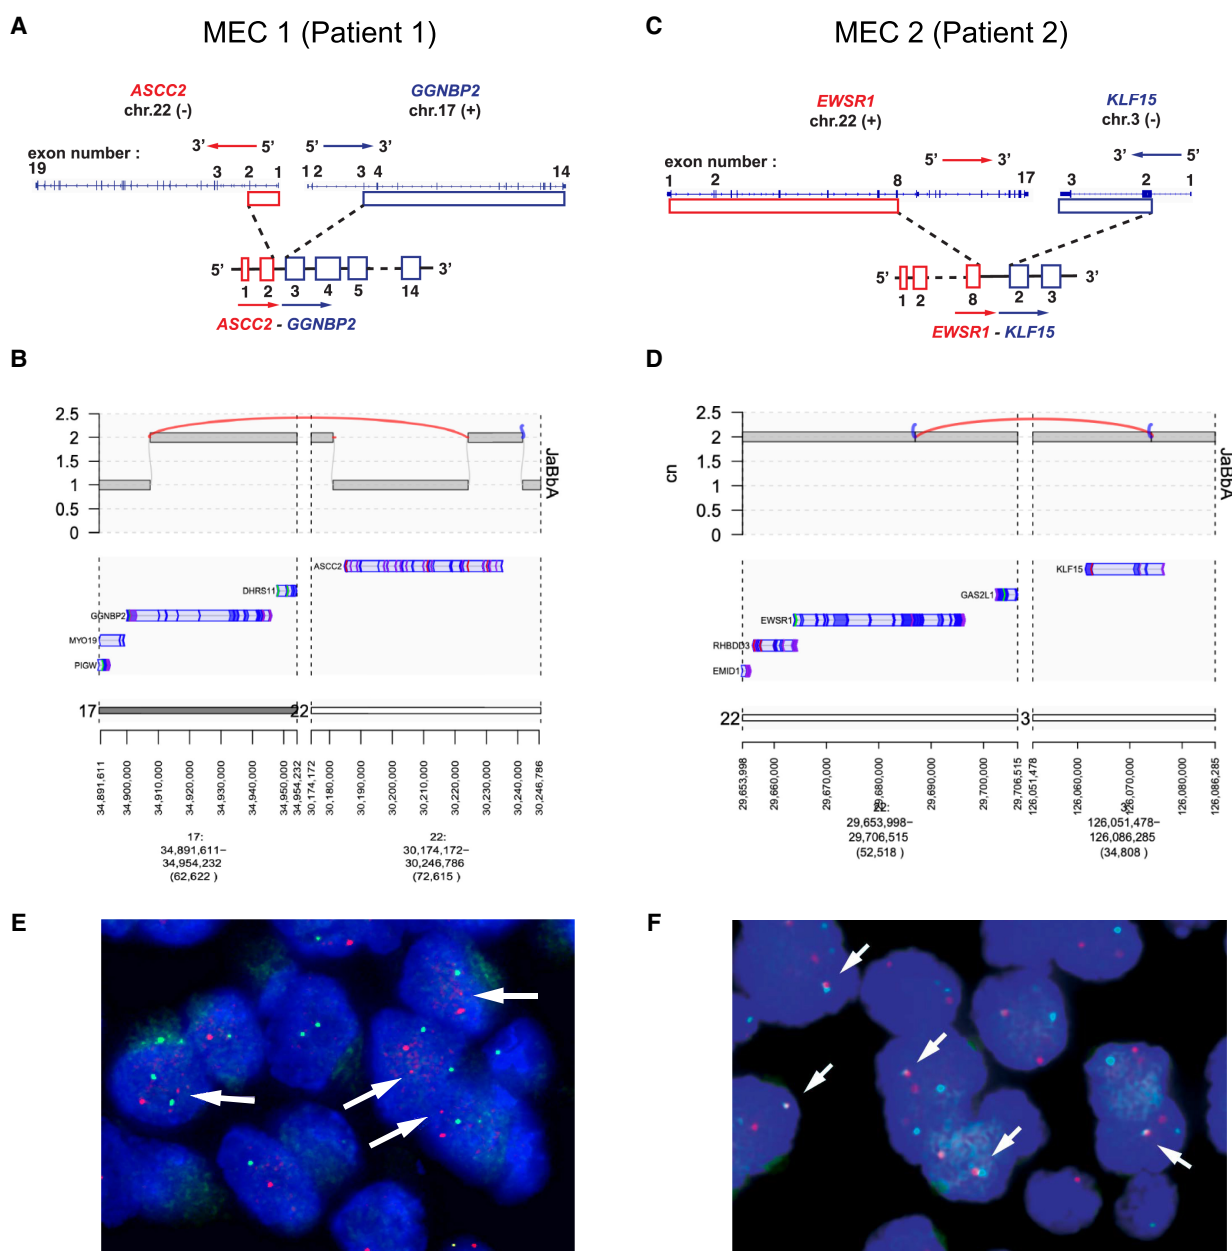 A
MEC 1 (Patient 1)
ASCC2
chr.22 (-)
GGNBP2
chr.17 (+)
3’ 5’ 5’ 3’
exon number :
19 3 2 1 1 2 3 4 14
5’ 3’
1 2 3 4 5 14
ASCC2 - GGNBP2
C
MEC 2 (Patient 2)
EWSR1
chr.22 (+)
KLF15
chr.3 (-)
5’ 3’ 3’ 5’
exon number :
1 2 8 17 3 2 1
5’ 3’
1 2 8 2 3
EWSR1 - KLF15
B
2.5
2
1.5
1
0.5
0
JaBbA
ASCC2
DHRS11
GGNBP2
MYO19
PIGW
17 22
34,891,611
34,900,000
34,910,000
34,920,000
34,930,000
34,940,000
34,950,000
34,954,232
30,174,172
30,180,000
30,190,000
30,200,000
30,210,000
30,220,000
30,230,000
30,240,000
30,246,786
17:
34,891,611–
34,954,232
(62,622 )
22:
30,174,172–
30,246,786
(72,615 )
D
cn
2.5
2
1.5
1
0.5
0
JaBbA
KLF15
GAS2L1
EWSR1
RHBDD3
EMID1
22 3
29,653,998
29,660,000
29,670,000
29,680,000
29,690,000
29,700,000
29,706,515
126,051,478
126,060,000
126,070,000
126,080,000
126,086,285
22:
29,653,998–
29,706,515
(52,518 )
3:
126,051,478–
126,086,285
(34,808 )
E
F